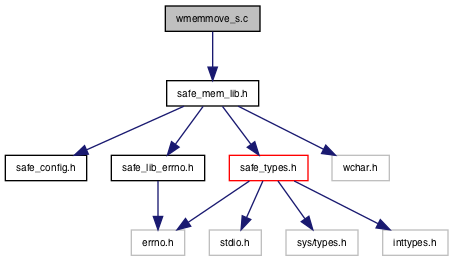 wmemmove_s.c
safe_mem_lib.h
safe_config.h
safe_lib_errno.h
safe_types.h
wchar.h
errno.h
stdio.h
sys/types.h
inttypes.h